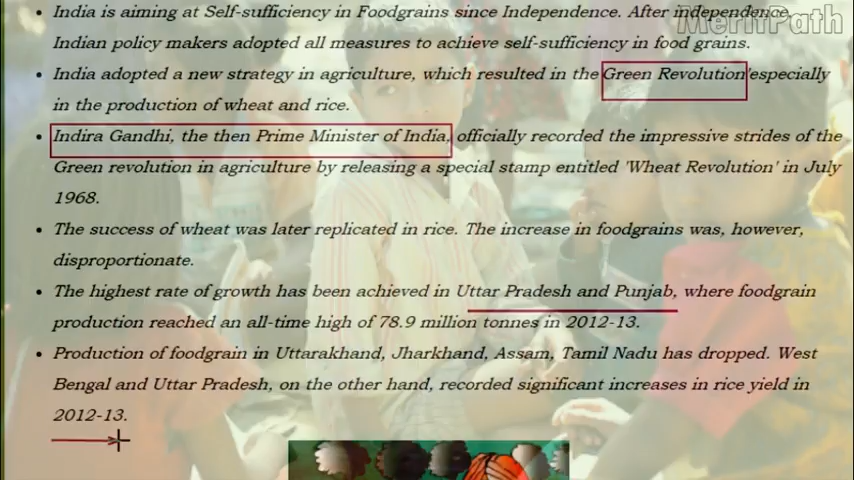 MeritPath
• India is aiming at Self-sufficiency in Foodgrains since Independence. After independence
Indian policy makers adopted all measures to achieve self-sufficiency in food grains.
• India adopted a new strategy in agriculture, which resulted in the Green Revolution' especially
in the production of wheat and rice.
• Indira Gandhi, the then Prime Minister of India, officially recorded the impressive strides of the
Green revolution in agriculture by releasing a special stamp entitled 'Wheat Revolution' in July
1968.
• The success of wheat was later replicated in rice. The increase in foodgrains was, however,
disproportionate.
• The highest rate of growth has been achieved in Uttar Pradesh and Punjab, where foodgrain
production reached an all-time high of 78.9 million tonnes in 2012-13.
• Production of foodgrain in Uttarakhand, Jharkhand, Assam, Tamil Nadu has dropped. West
Bengal and Uttar Pradesh, on the other hand, recorded significant increases in rice yield in
2012-13.